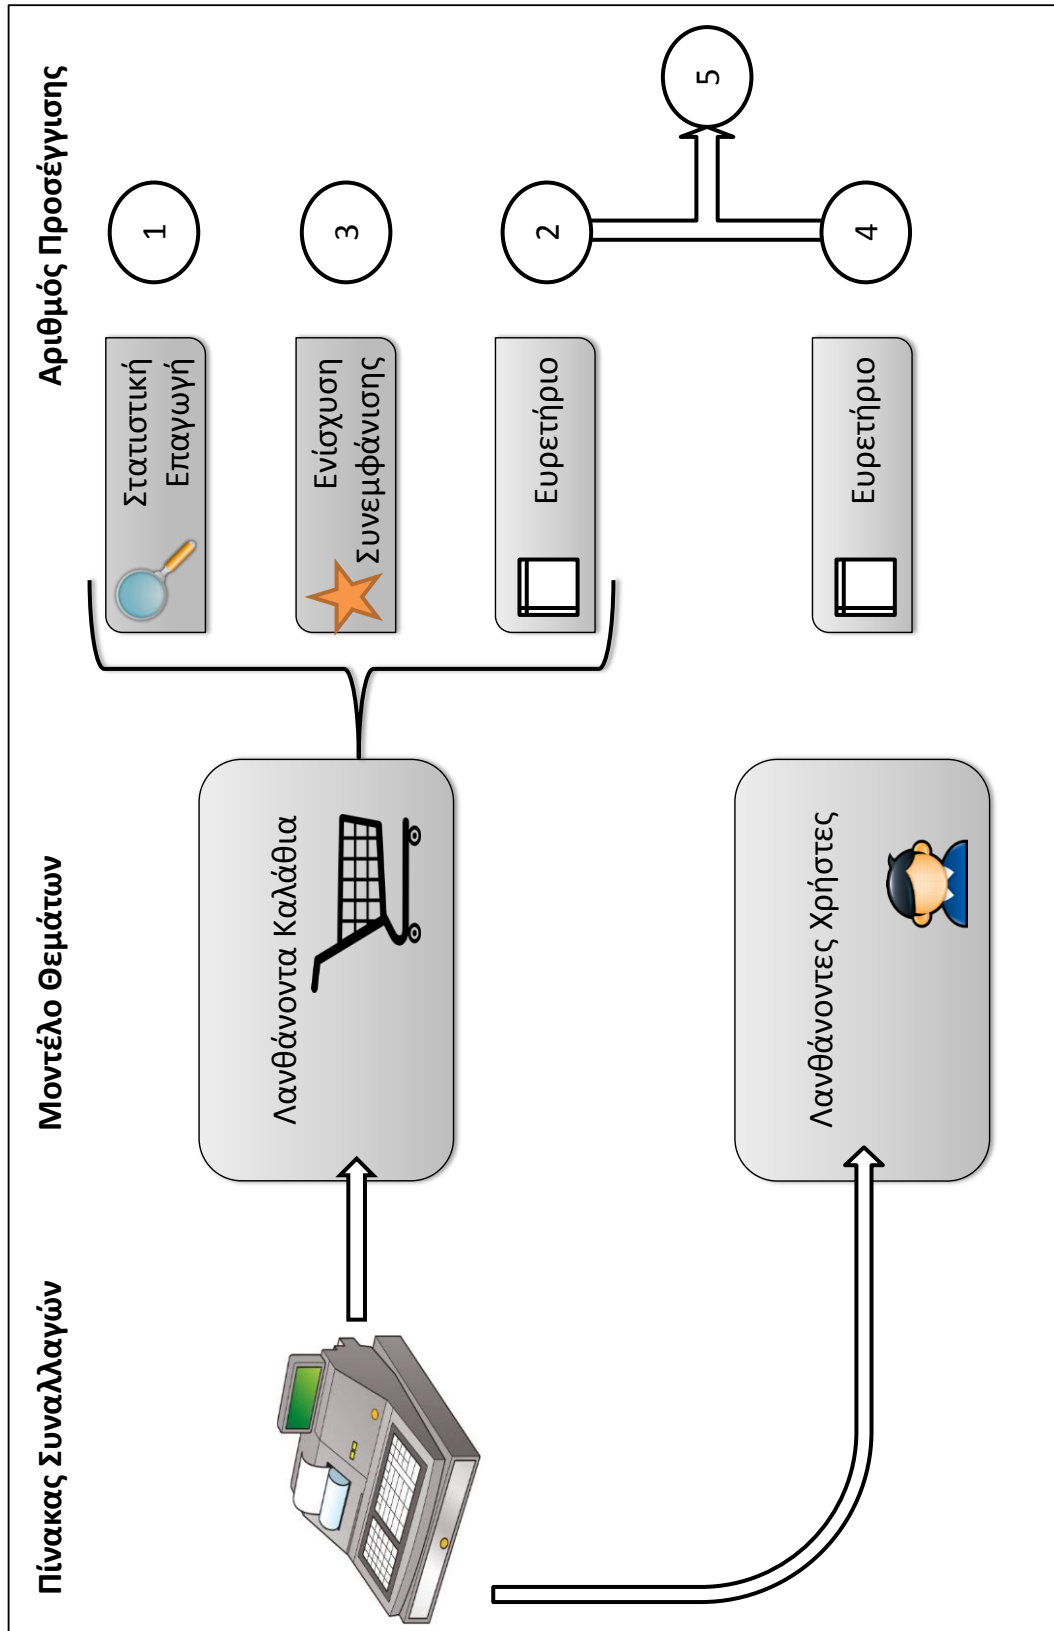 Πίνακας Συναλλαγών
Μοντέλο Θεμάτων
Αριθμός Προσέγγισης
Λανθάνοντα Καλάθια
Στατιστική
Επαγωγή
1
Ενίσχυση
Συνεμφάνισης
3
Ευρετήριο
2
5
Λανθάνοντες Χρήστες
Ευρετήριο
4